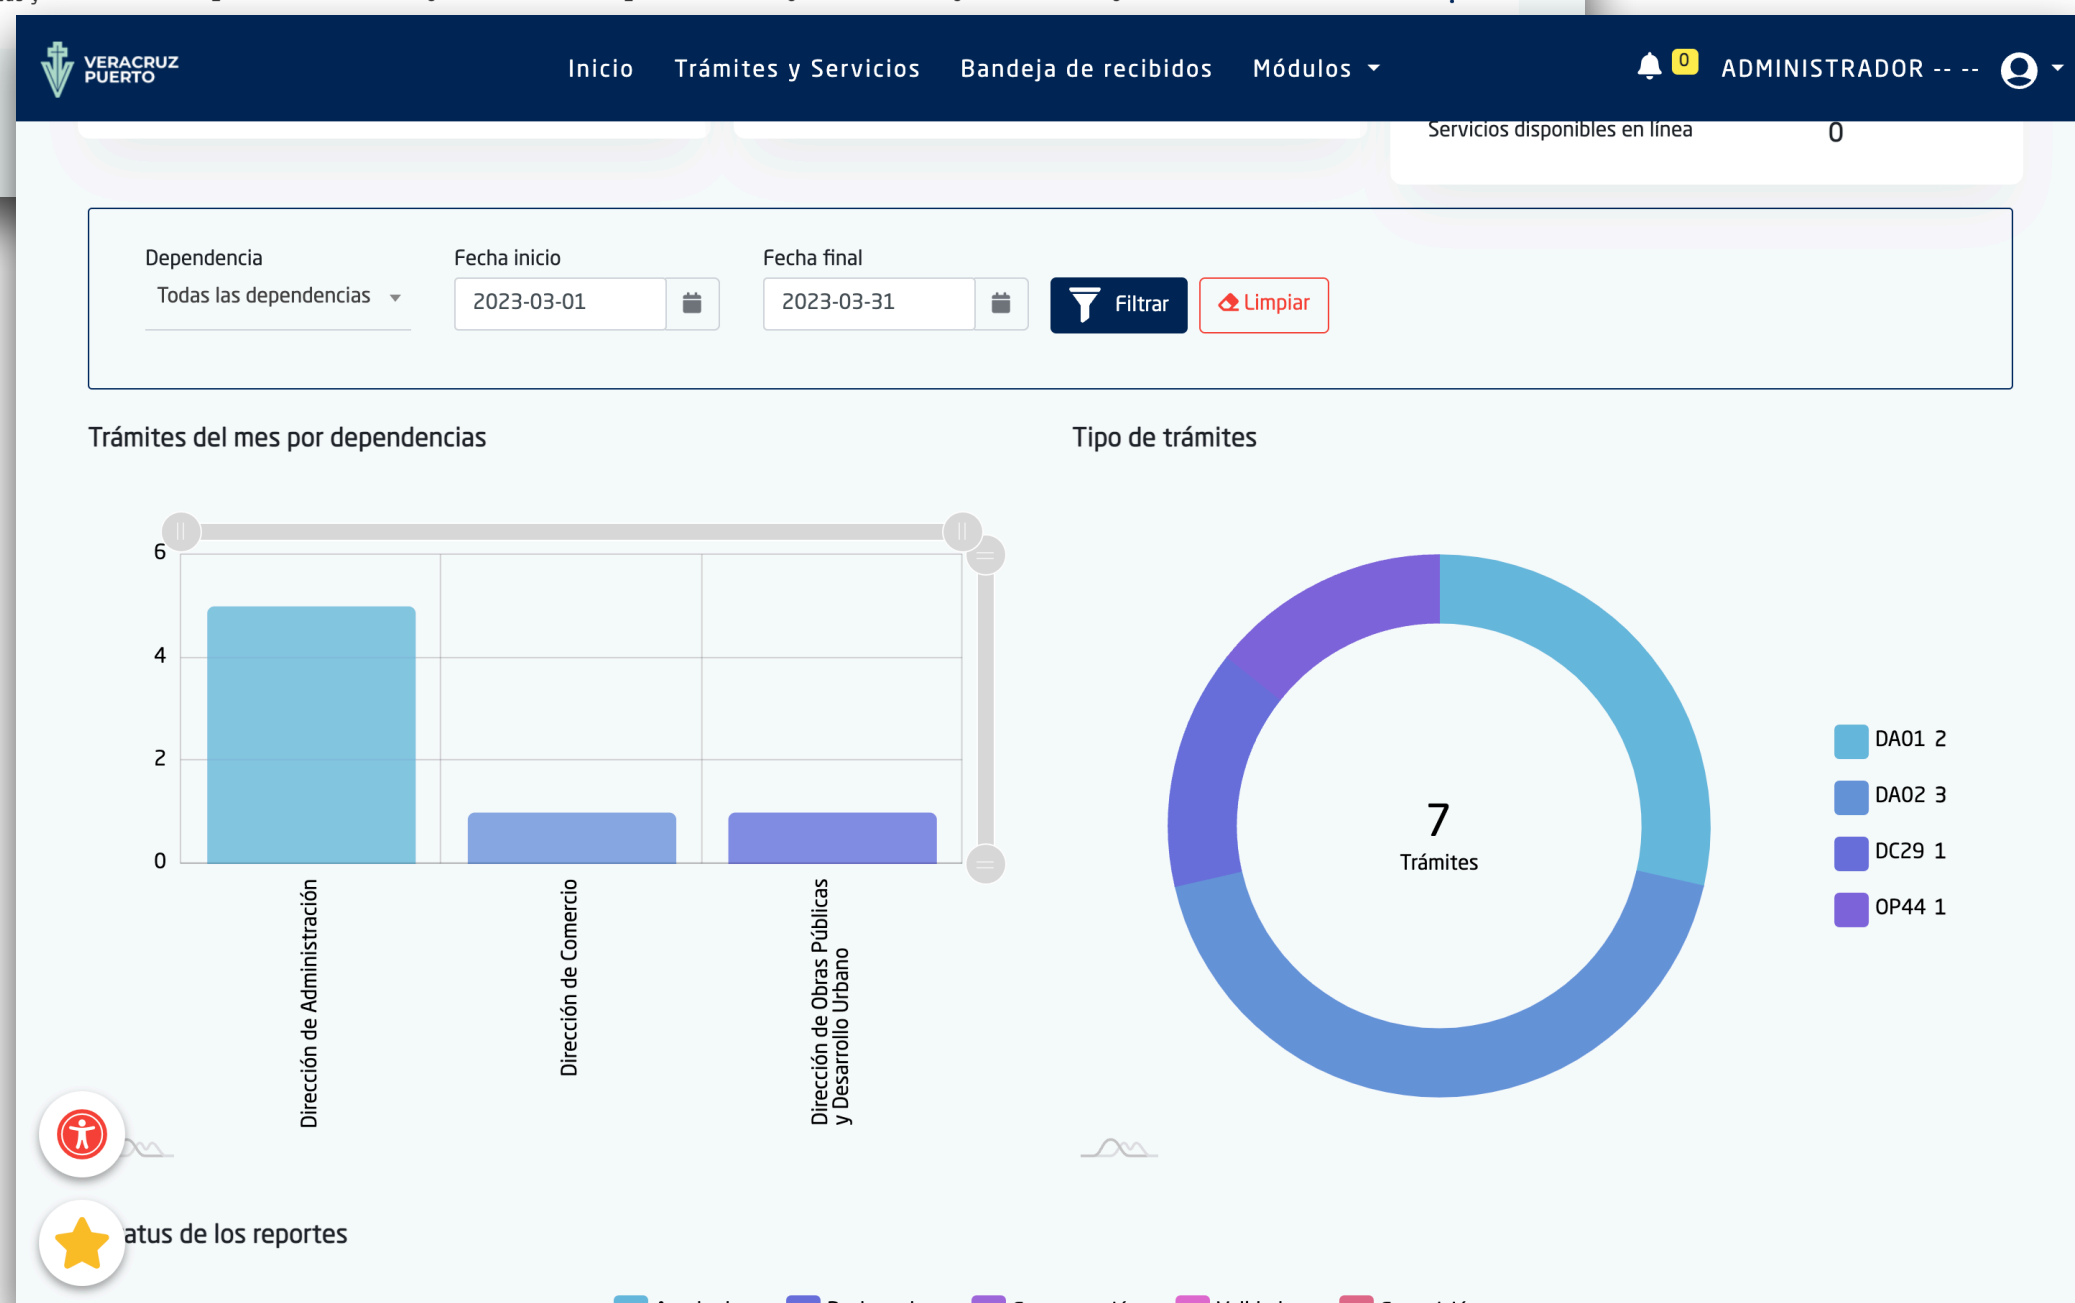 VERACRUZ
PUERTO
Inicio
Trámites y Servicios
Bandeja de recibidos
Módulos
0
ADMINISTRADOR -- --
Servicios disponibles en línea
0
Dependencia
Todas las dependencias
Fecha inicio
2023-03-01
Fecha final
2023-03-31
Filtrar
Limpiar
Trámites del mes por dependencias
6
4
2
0
Dirección de Administración
Dirección de Comercio
Dirección de Obras Públicas
y Desarrollo Urbano
Tipo de trámites
7
Trámites
DA01 2
DA02 3
DC29 1
OP44 1
atus de los reportes